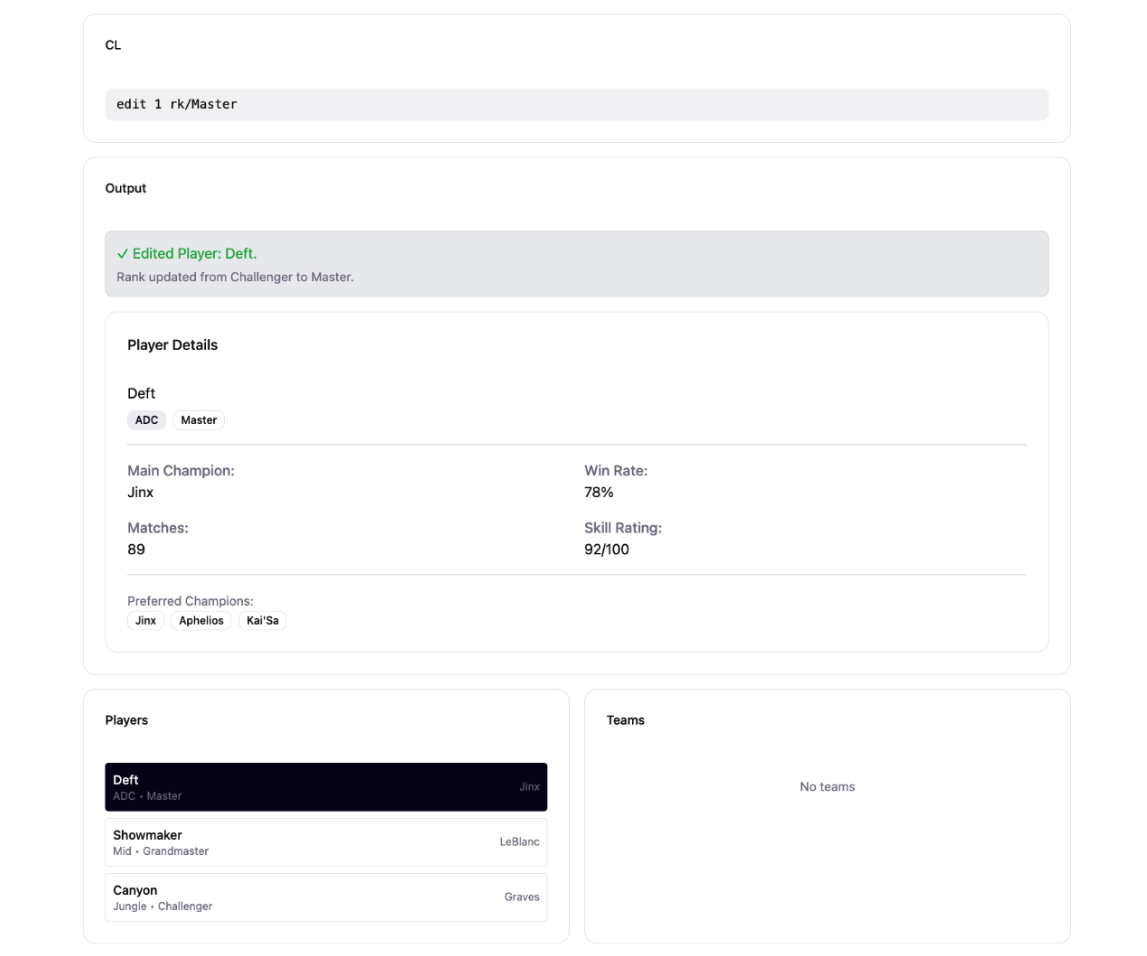 CL
edit 1 rk/Master
Output
✓ Edited Player: Deft.
Rank updated from Challenger to Master.
Player Details
Deft
ADC Master
Main Champion: Win Rate:
Jinx 78%
Matches: Skill Rating:
89 92/100
Preferred Champions:
Jinx Aphelios Kai'Sa
Players
Deft
ADC • Master
Jinx
Showmaker
Mid • Grandmaster
LeBlanc
Canyon
Jungle • Challenger
Graves
Teams
No teams